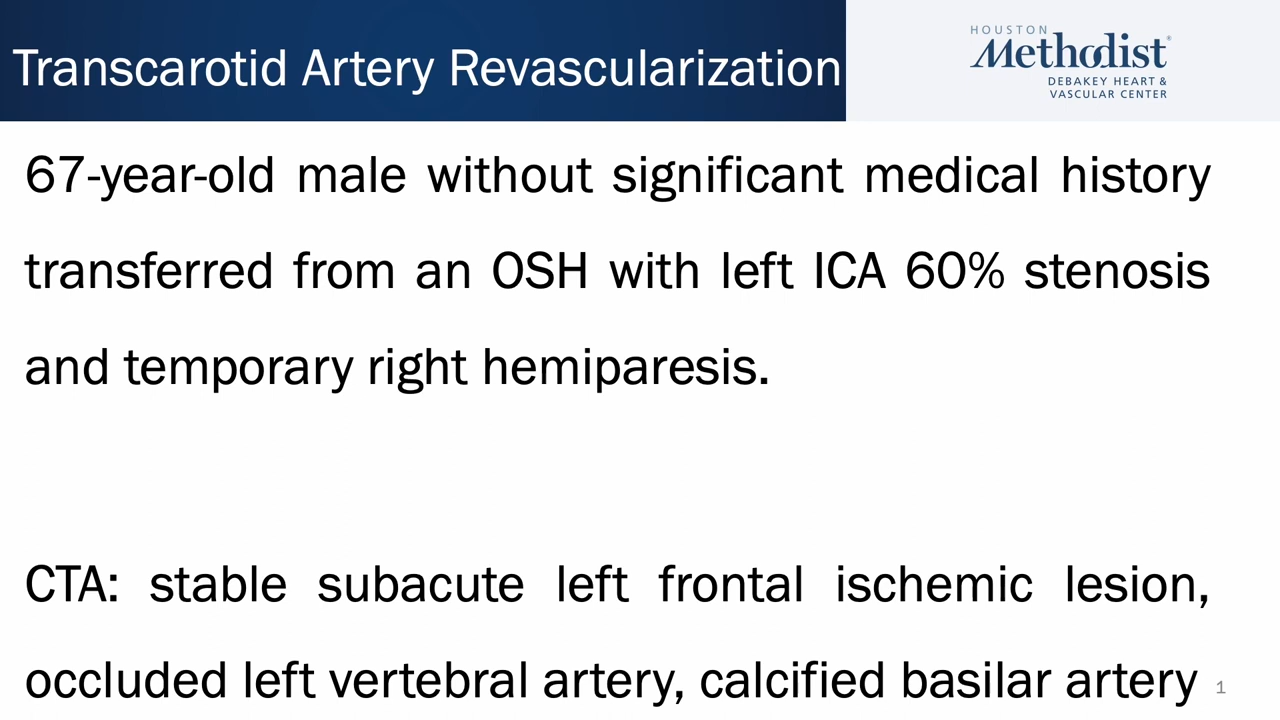 Transcarotid Artery Revascularization
HOUSTON
Methodist®
DEBAKEY HEART &
VASCULAR CENTER
67-year-old male without significant medical history
transferred from an OSH with left ICA 60% stenosis
and temporary right hemiparesis.
CTA: stable subacute left frontal ischemic lesion,
occluded left vertebral artery, calcified basilar artery
1